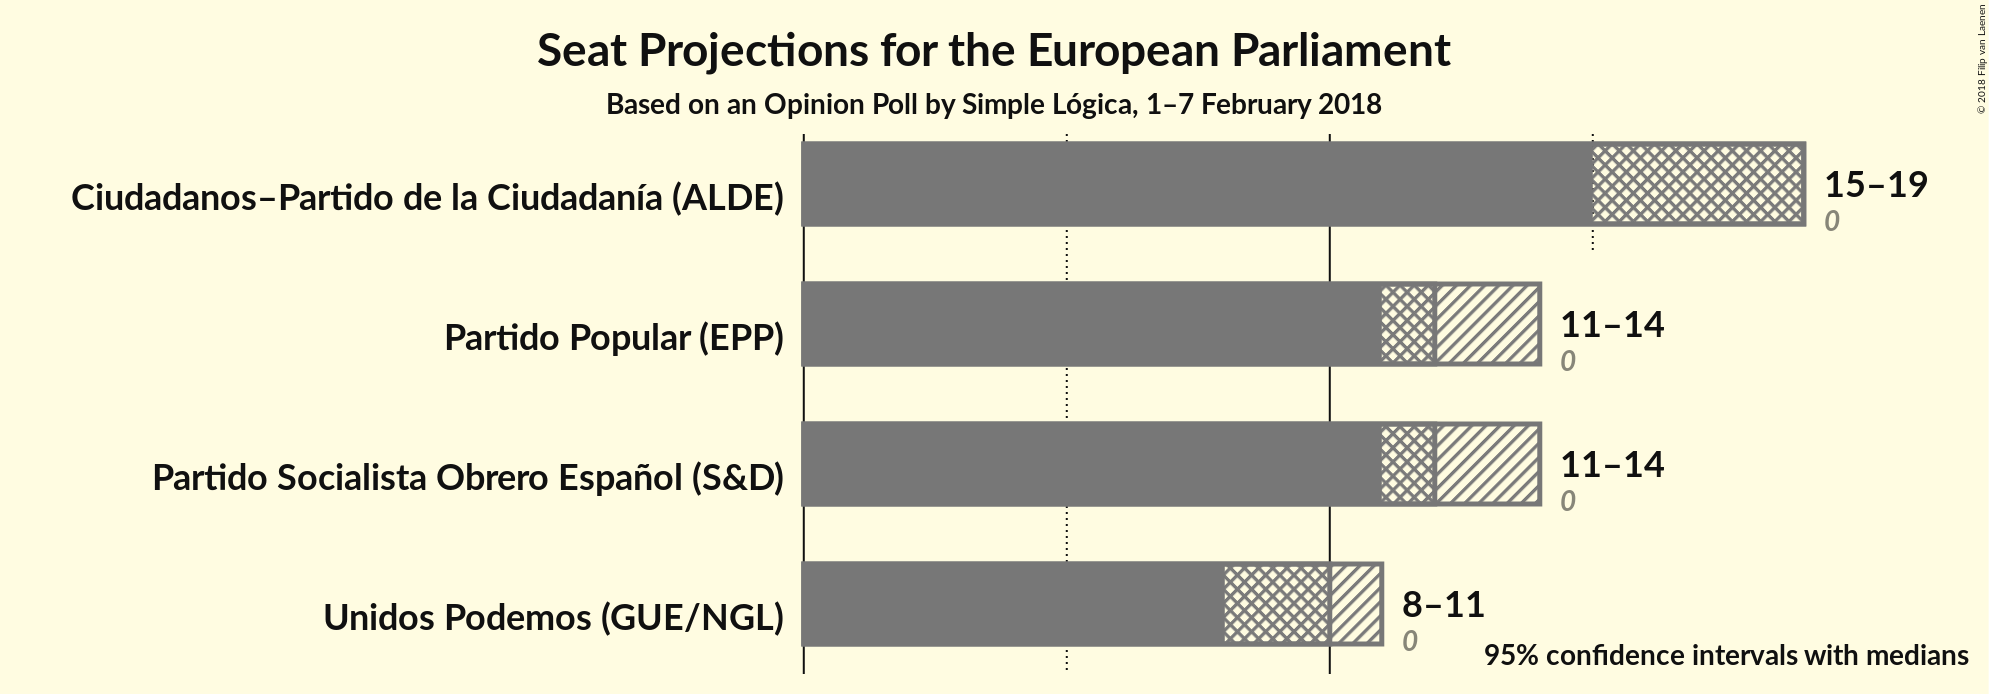 Seat Projections for the European Parliament
Based on an Opinion Poll by Simple Lógica, 1–7 February 2018
© 2018 Filip van Laenen
Ciudadanos–Partido de la Ciudadanía (ALDE)
15–19
0
Partido Popular (EPP)
11–14
0
Partido Socialista Obrero Español (S&D)
11–14
0
Unidos Podemos (GUE/NGL)
8–11
0
95% confidence intervals with medians